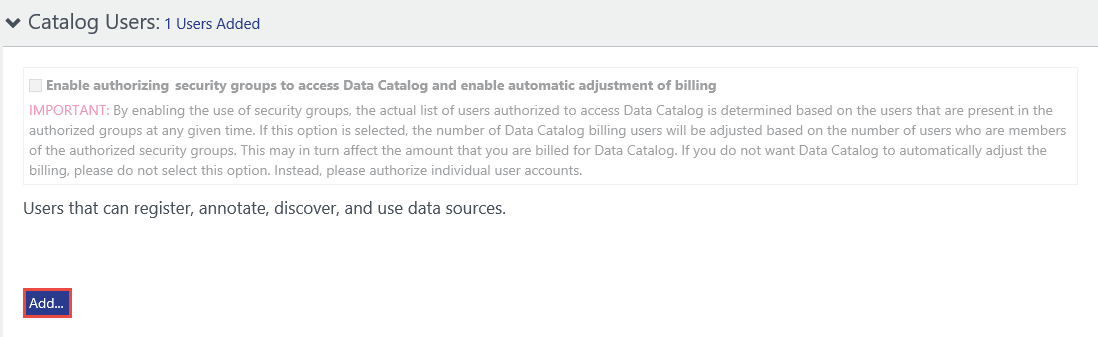 Catalog Users: 1 Users Added
Enable authorizing security groups to access Data Catalog and enable automatic adjustment of billing
IMPORTANT: By enabling the use of security groups, the actual list of users authorized to access Data Catalog is determined based on the users that are present in the
authorized groups at any given time. If this option is selected, the number of Data Catalog billing users will be adjusted based on the number of users who are members
of the authorized security groups. This may in turn affect the amount that you are billed for Data Catalog. If you do not want Data Catalog to automatically adjust the
billing, please do not select this option. Instead, please authorize individual user accounts.
Users that can register, annotate, discover, and use data sources.
Add...